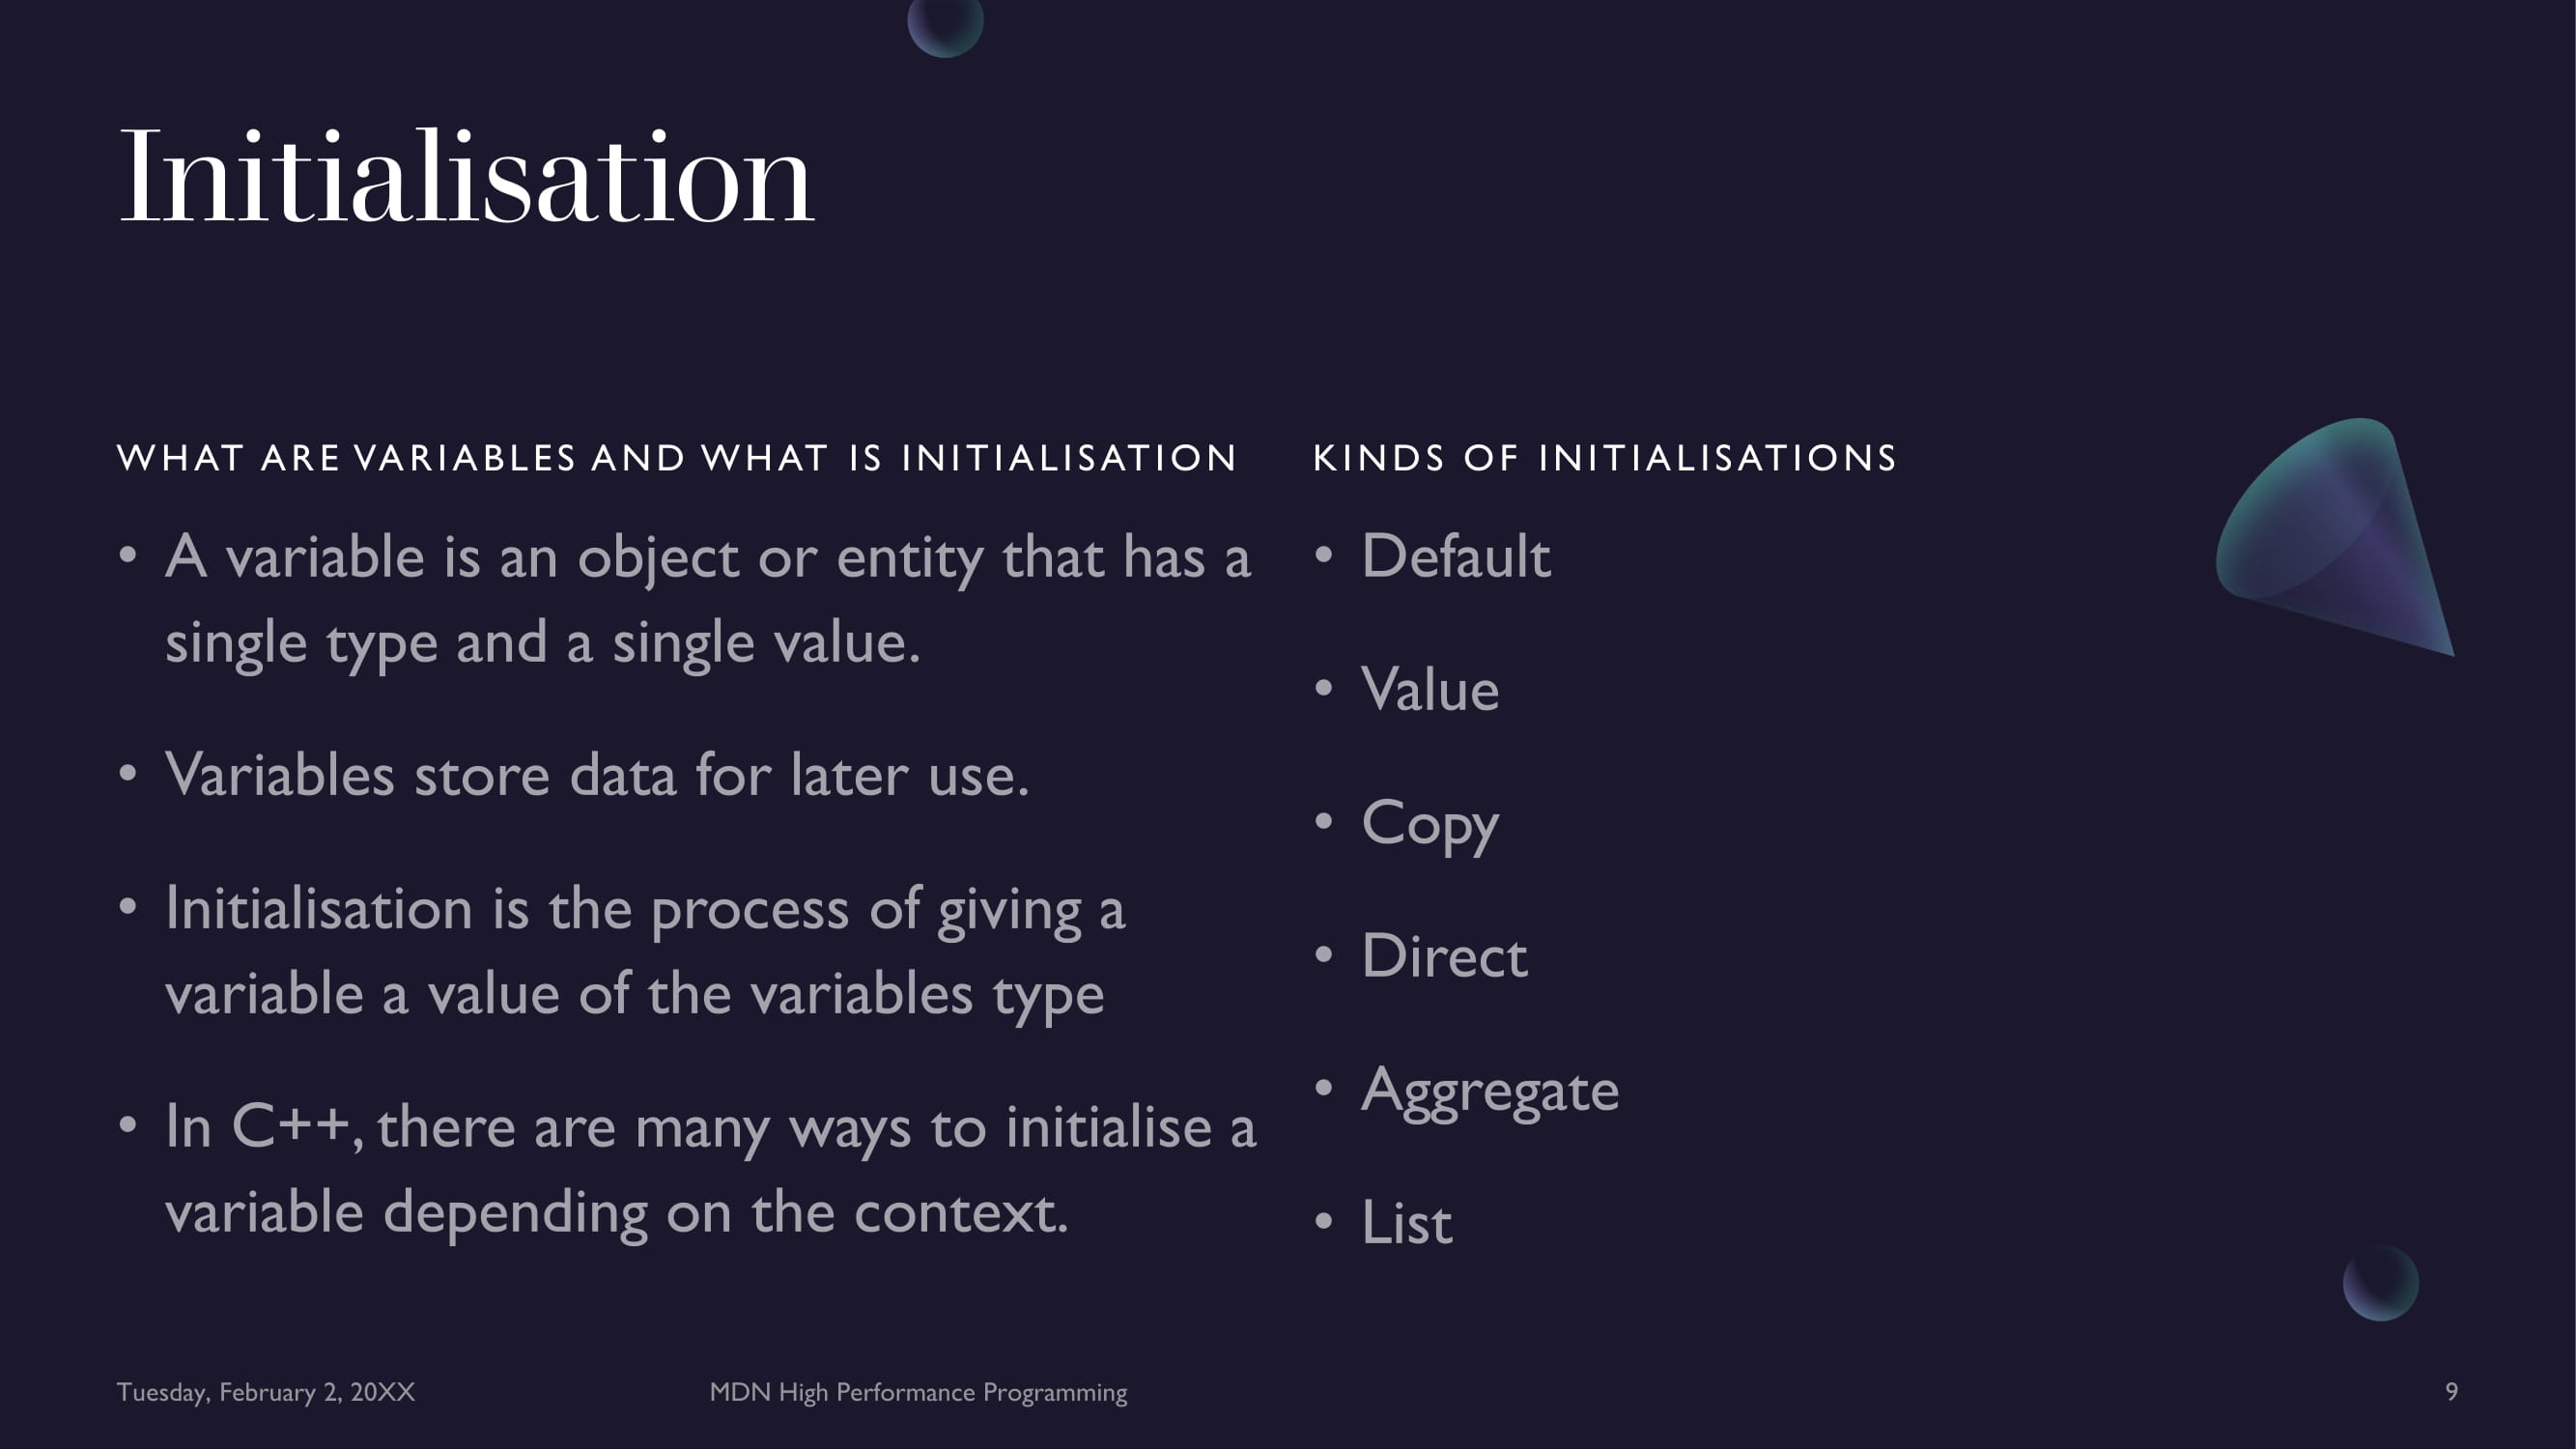 Initialisation
WHAT ARE VARIABLES AND WHAT IS INITIALISATION
• A variable is an object or entity that has a
single type and a single value.
• Variables store data for later use.
• Initialisation is the process of giving a
variable a value of the variables type
• In C++, there are many ways to initialise a
variable depending on the context.
KINDS OF INITIALISATIONS
• Default
• Value
• Copy
• Direct
• Aggregate
• List
Tuesday, February 2, 20XX
MDN High Performance Programming
9